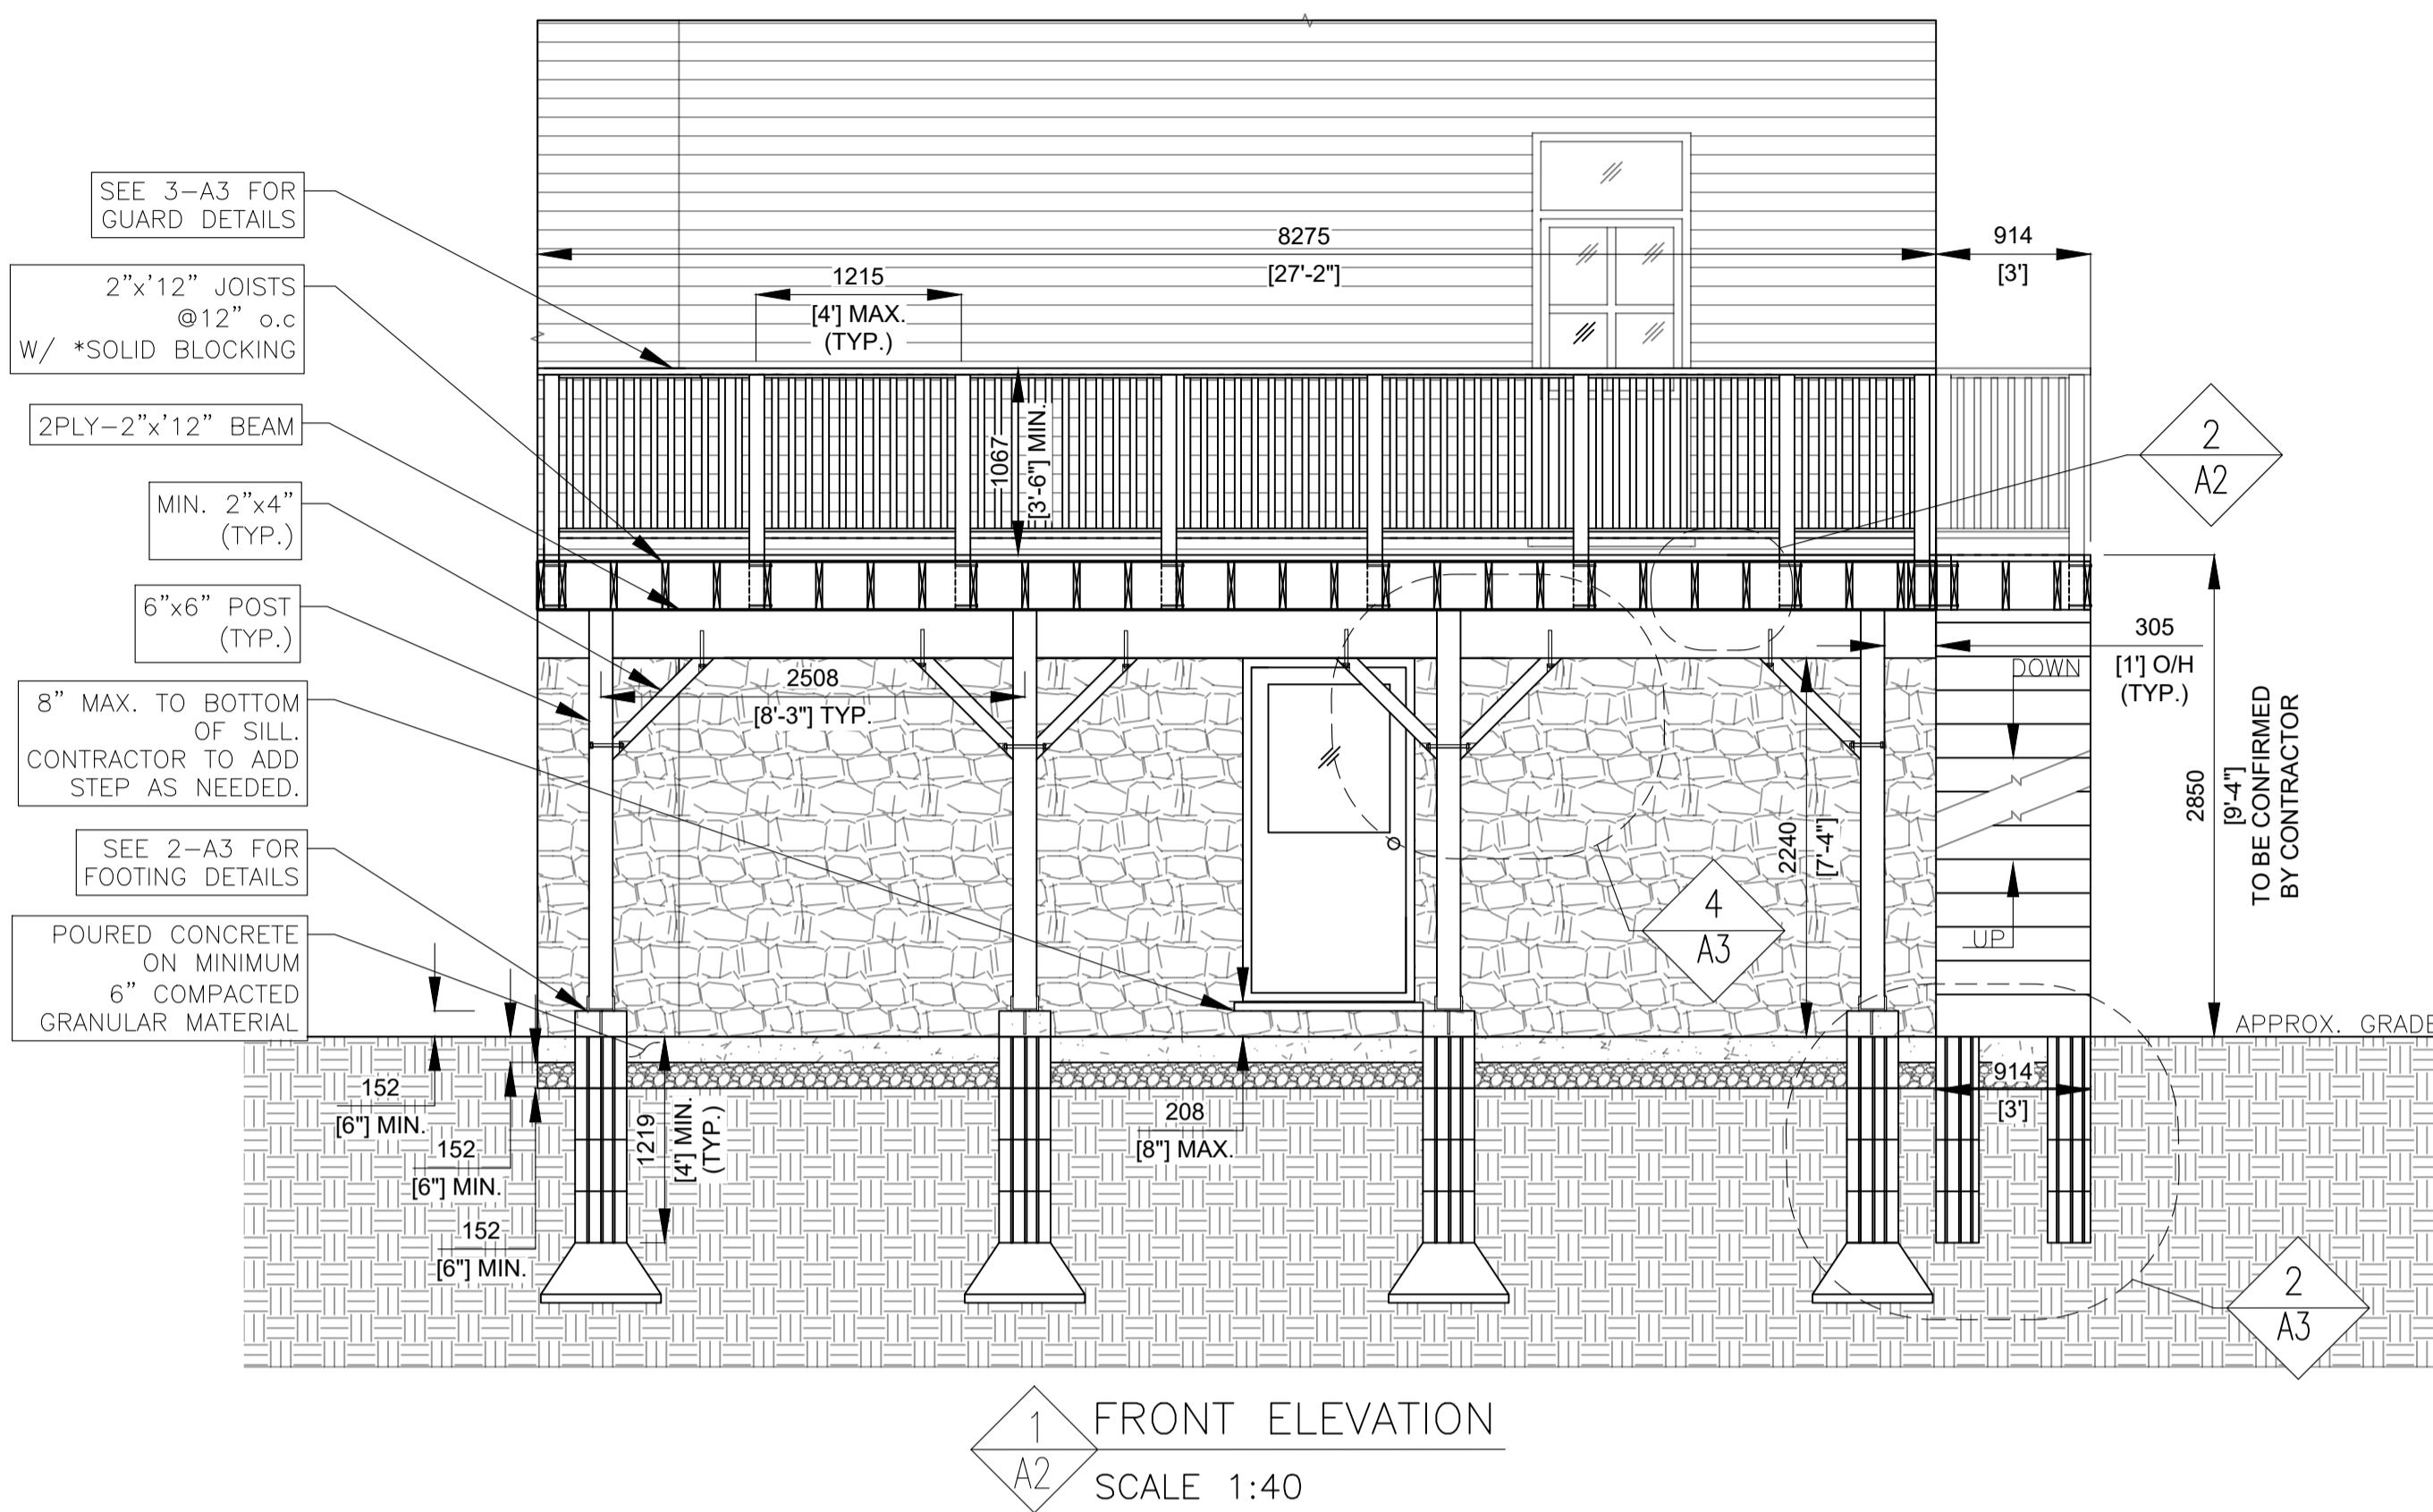 SEE 3-A3 FOR
GUARD DETAILS
2"x'12" JOISTS
@12" o.c
W/ *SOLID BLOCKING
2PLY-2"x'12" BEAM
MIN. 2"x4"
(TYP.)
6"x6" POST
(TYP.)
8" MAX. TO BOTTOM
OF SILL.
CONTRACTOR TO ADD
STEP AS NEEDED.
SEE 2-A3 FOR
FOOTING DETAILS
POURED CONCRETE
ON MINIMUM
6" COMPACTED
GRANULAR MATERIAL
8275
[27'-2"]
914
[3']
1215
[4'] MAX.
(TYP.)
1067
[3'-6"] MIN.
2
A2
2508
[8'-3"] TYP.
305
[1'] O/H
(TYP.)
DOWN
UP
2240
[7'-4"]
2850
[9'-4"]
TO BE CONFIRMED
BY CONTRACTOR
4
A3
APPROX. GRADE
152
[6"] MIN.
152
[6"] MIN.
152
[6"] MIN.
1219
[4'] MIN.
(TYP.)
208
[8"] MAX.
914
[3']
2
A3
1
A2
FRONT ELEVATION
SCALE 1:40